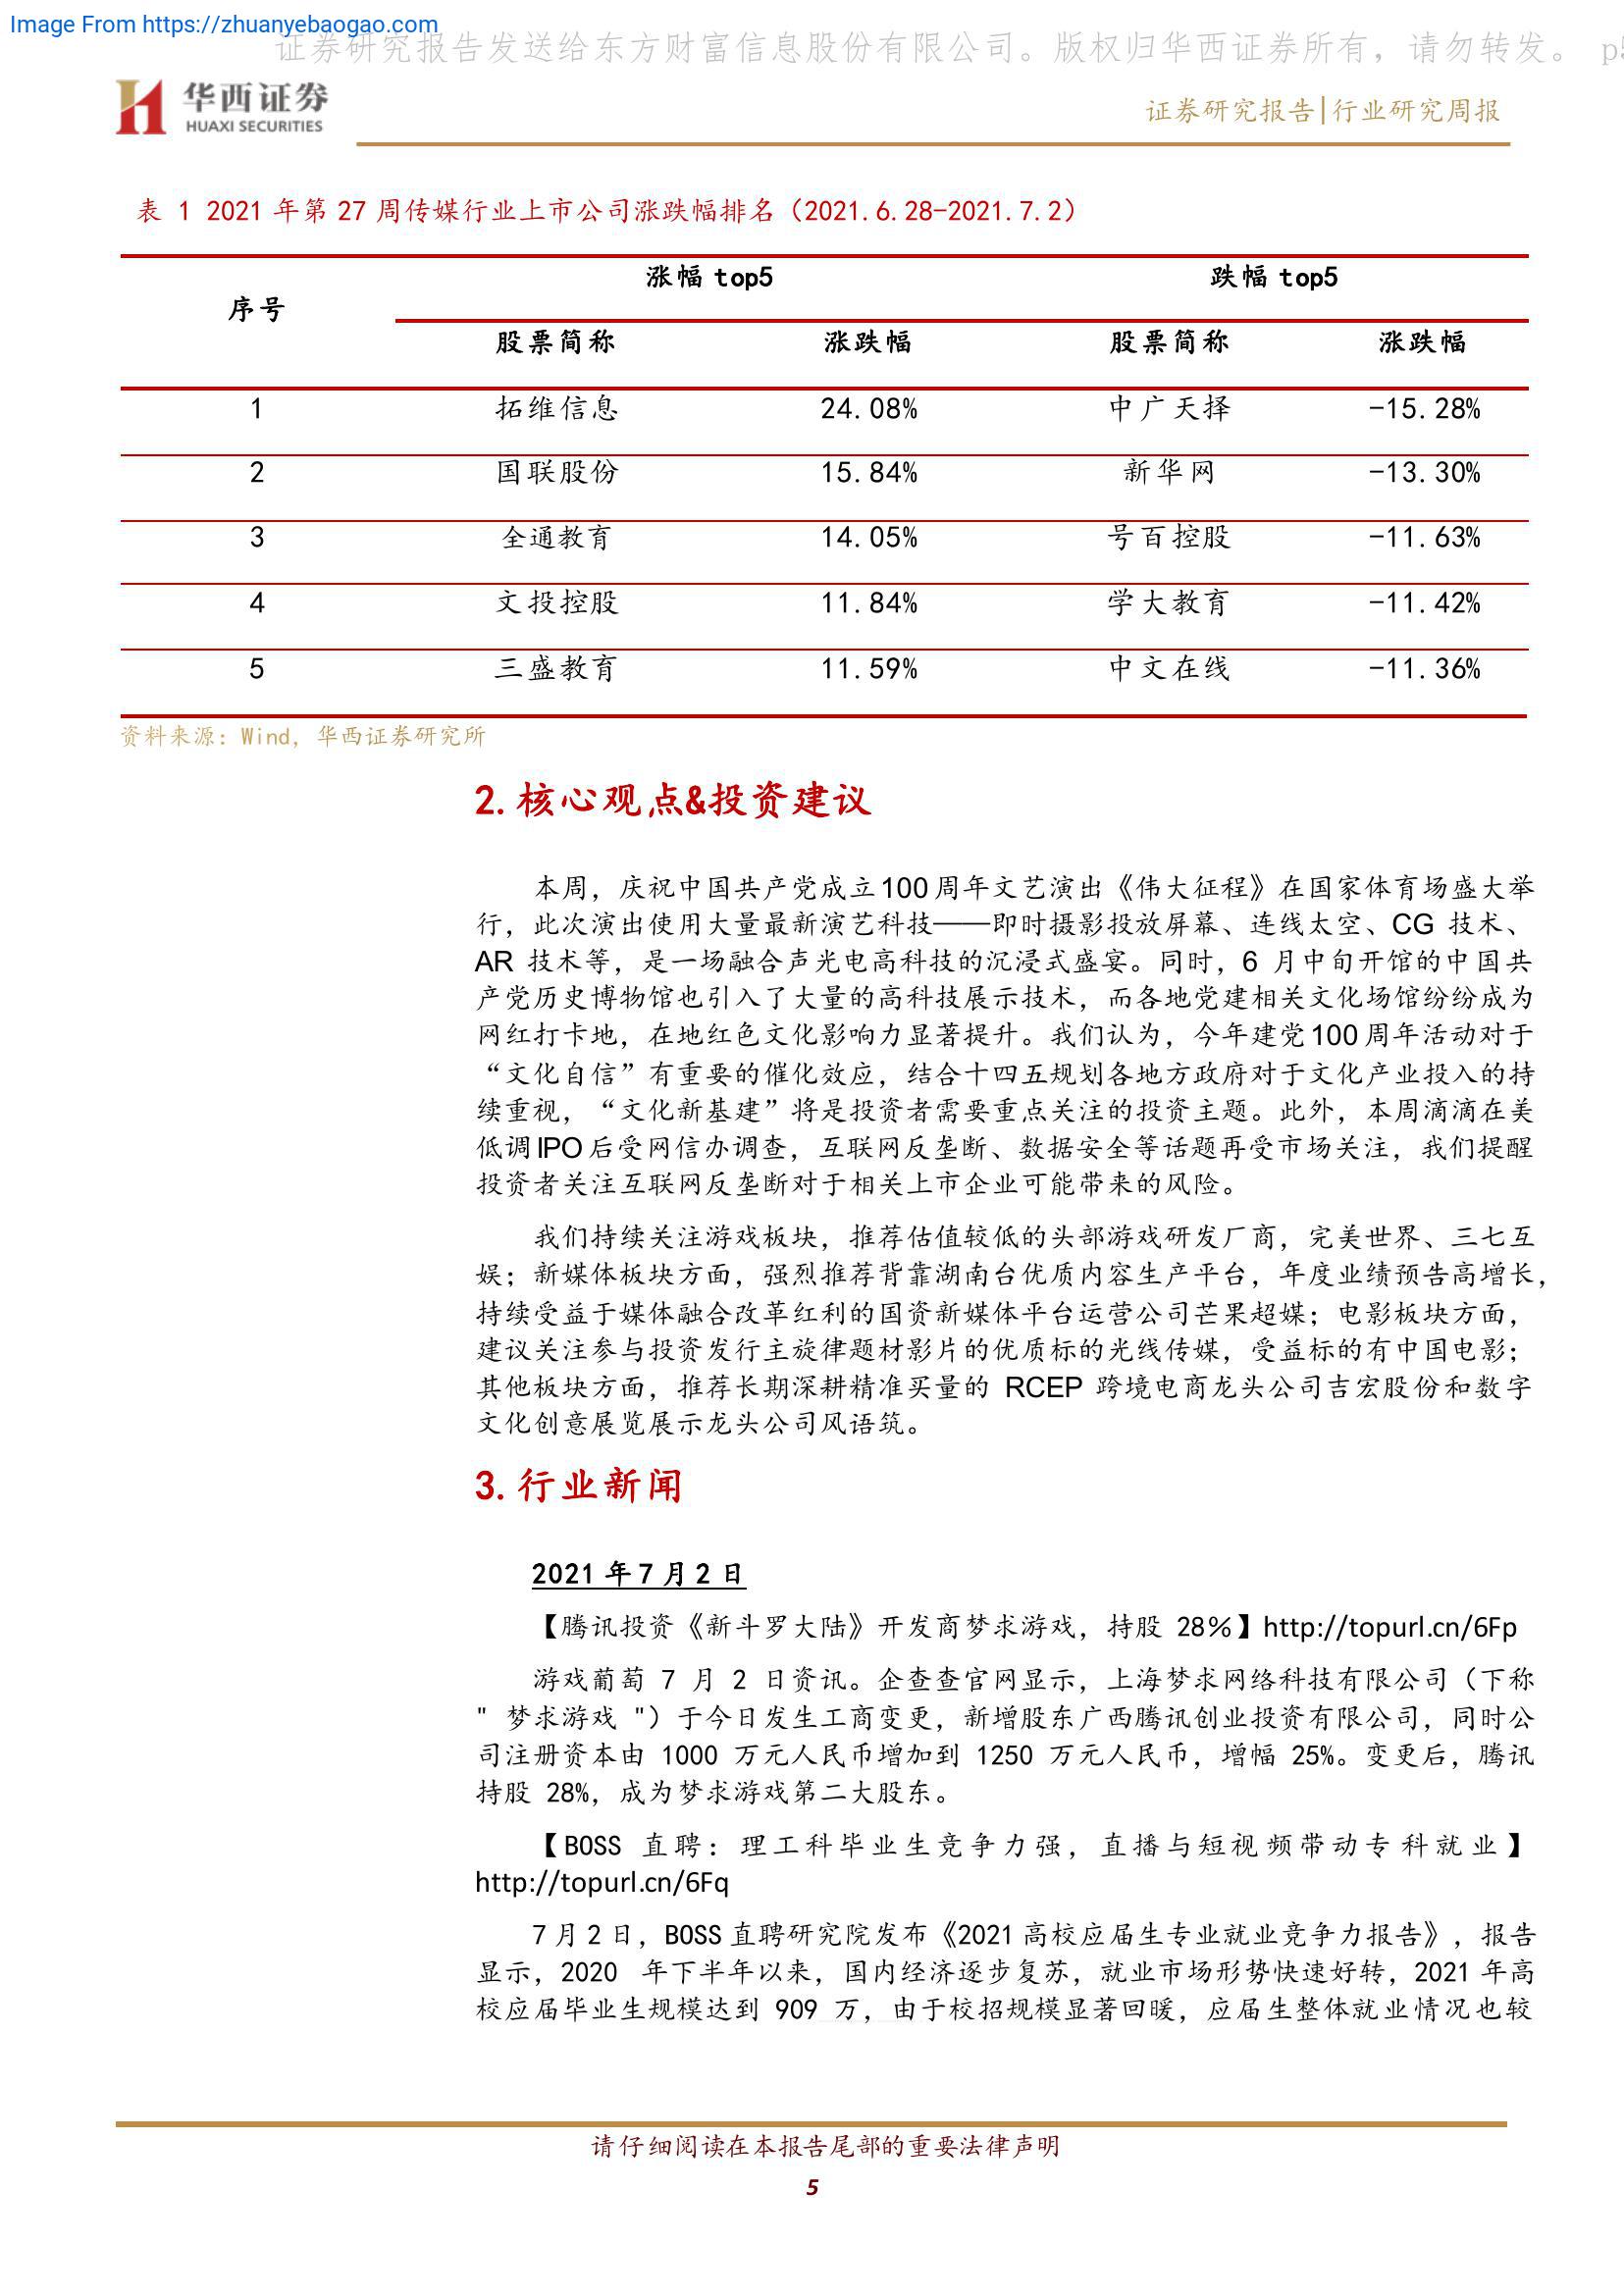 Image From https://zhuanyebaogao.com
证券研究报告发送给东方财富信息股份有限公司。版权归华西证券所有，请勿转发。 p5
华西证券
HUAXI SECURITIES
证券研究报告|行业研究周报
表 1 2021 年第 27 周传媒行业上市公司涨跌幅排名（2021.6.28-2021.7.2）
序号 涨幅 top5 跌幅 top5
股票简称 涨跌幅 股票简称 涨跌幅
1 拓维信息 24.08% 中广天择 -15.28%
2 国联股份 15.84% 新华网 -13.30%
3 全通教育 14.05% 号百控股 -11.63%
4 文投控股 11.84% 学大教育 -11.42%
5 三盛教育 11.59% 中文在线 -11.36%
资料来源：Wind，华西证券研究所
2.核心观点&投资建议
本周，庆祝中国共产党成立100周年文艺演出《伟大征程》在国家体育场盛大举
行，此次演出使用大量最新演艺科技——即时摄影投放屏幕、连线太空、CG 技术、
AR 技术等，是一场融合声光电高科技的沉浸式盛宴。同时，6 月中旬开馆的中国共
产党历史博物馆也引入了大量的高科技展示技术，而各地党建相关文化场馆纷纷成为
网红打卡地，在地红色文化影响力显著提升。我们认为，今年建党100周年活动对于
“文化自信”有重要的催化效应，结合十四五规划各地方政府对于文化产业投入的持
续重视，“文化新基建”将是投资者需要重点关注的投资主题。此外，本周滴滴在美
低调IPO后受网信办调查，互联网反垄断、数据安全等话题再受市场关注，我们提醒
投资者关注互联网反垄断对于相关上市企业可能带来的风险。
我们持续关注游戏板块，推荐估值较低的头部游戏研发厂商，完美世界、三七互
娱；新媒体板块方面，强烈推荐背靠湖南台优质内容生产平台，年度业绩预告高增长，
持续受益于媒体融合改革红利的国资新媒体平台运营公司芒果超媒；电影板块方面，
建议关注参与投资发行主旋律题材影片的优质标的光线传媒，受益标的有中国电影；
其他板块方面，推荐长期深耕精准买量的 RCEP 跨境电商龙头公司吉宏股份和数字
文化创意展览展示龙头公司风语筑。
3.行业新闻
2021 年 7 月 2 日
【腾讯投资《新斗罗大陆》开发商梦求游戏，持股 28%】http://topurl.cn/6Fp
游戏葡萄 7 月 2 日资讯。企查查官网显示，上海梦求网络科技有限公司（下称
" 梦求游戏 "）于今日发生工商变更，新增股东广西腾讯创业投资有限公司，同时公
司注册资本由 1000 万元人民币增加到 1250 万元人民币，增幅 25%。变更后，腾讯
持股 28%，成为梦求游戏第二大股东。
【BOSS 直聘：理工科毕业生竞争力强，直播与短视频带动专科就业】
http://topurl.cn/6Fq
7 月 2 日，BOSS 直聘研究院发布《2021 高校应届生专业就业竞争力报告》，报告
显示，2020 年下半年以来，国内经济逐步复苏，就业市场形势快速好转，2021 年高
校应届毕业生规模达到 909 万，由于校招规模显著回暖，应届生整体就业情况也较
请仔细阅读在本报告尾部的重要法律声明
5